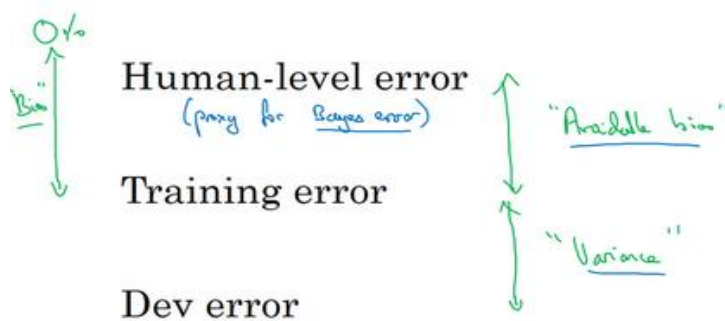 0%
Human-level error
"Bias"
(proxy for Bayes error)
"Avoidable bias"
Training error
"Variance"
Dev error